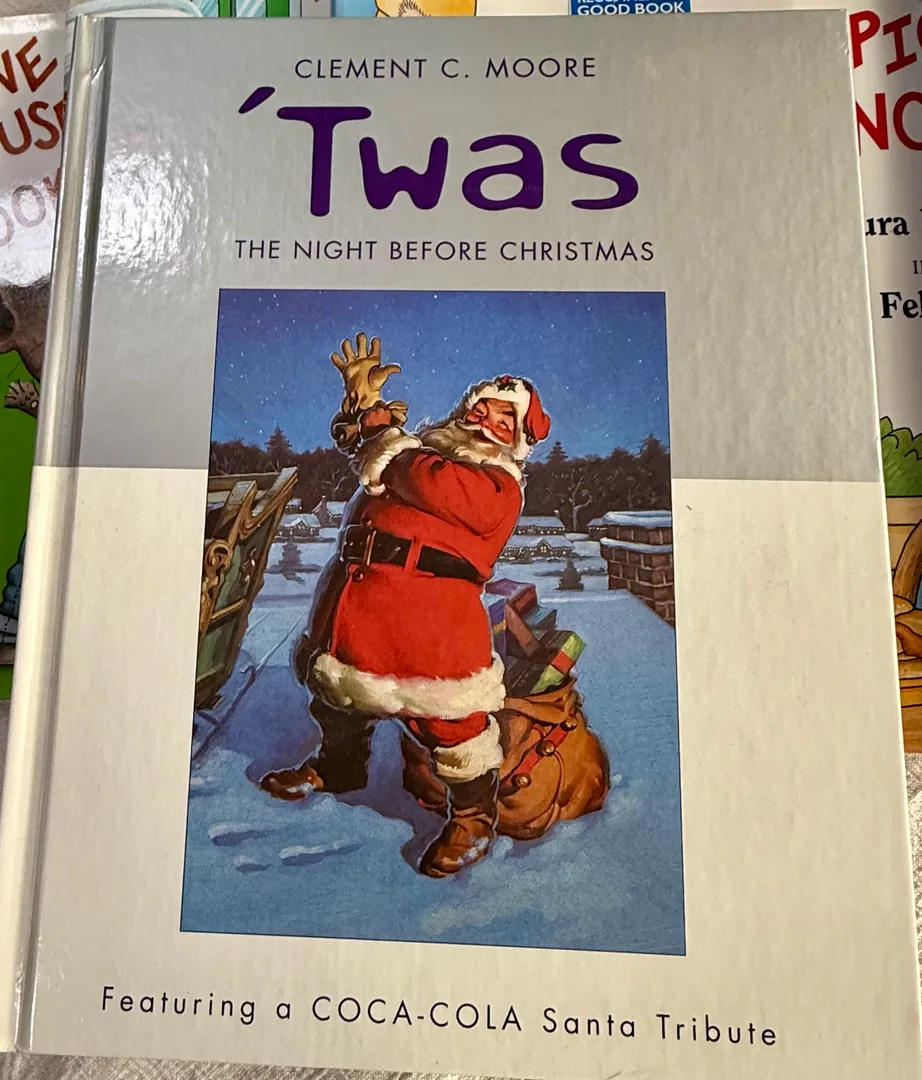 GOOD BOOK
CLEMENT C. MOORE
'Twas
THE NIGHT BEFORE CHRISTMAS
Featuring a COCA-COLA Santa Tribute